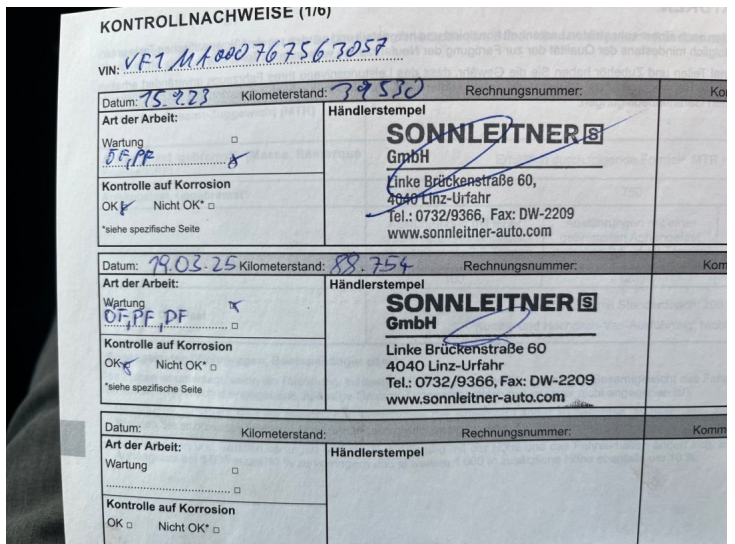 KONTROLLNACHWEISE (1/6)
VIN: VF1MA000767563057
Datum: 15.9.23 Kilometerstand: 39530 Rechnungsnummer: Ko
Art der Arbeit: Händlerstempel
Wartung □
ÖF, PF
Kontrolle auf Korrosion
OK Nicht OK* □
*siehe spezifische Seite
SONNLEITNER S
GmbH
Linke Brückenstraße 60,
4040 Linz-Urfahr
Tel.: 0732/9366, Fax: DW-2209
www.sonnleitner-auto.com
Datum: 19.03.25 Kilometerstand: 88.754 Rechnungsnummer: Kom
Art der Arbeit: Händlerstempel
Wartung
ÖF, PF, DF □
Kontrolle auf Korrosion
OK Nicht OK* □
*siehe spezifische Seite
SONNLEITNER S
GmbH
Linke Brückenstraße 60
4040 Linz-Urfahr
Tel.: 0732/9366, Fax: DW-2209
www.sonnleitner-auto.com
Datum: Kilometerstand: Rechnungsnummer: Komm
Art der Arbeit: Händlerstempel
Wartung □
□
Kontrolle auf Korrosion
OK □ Nicht OK* □